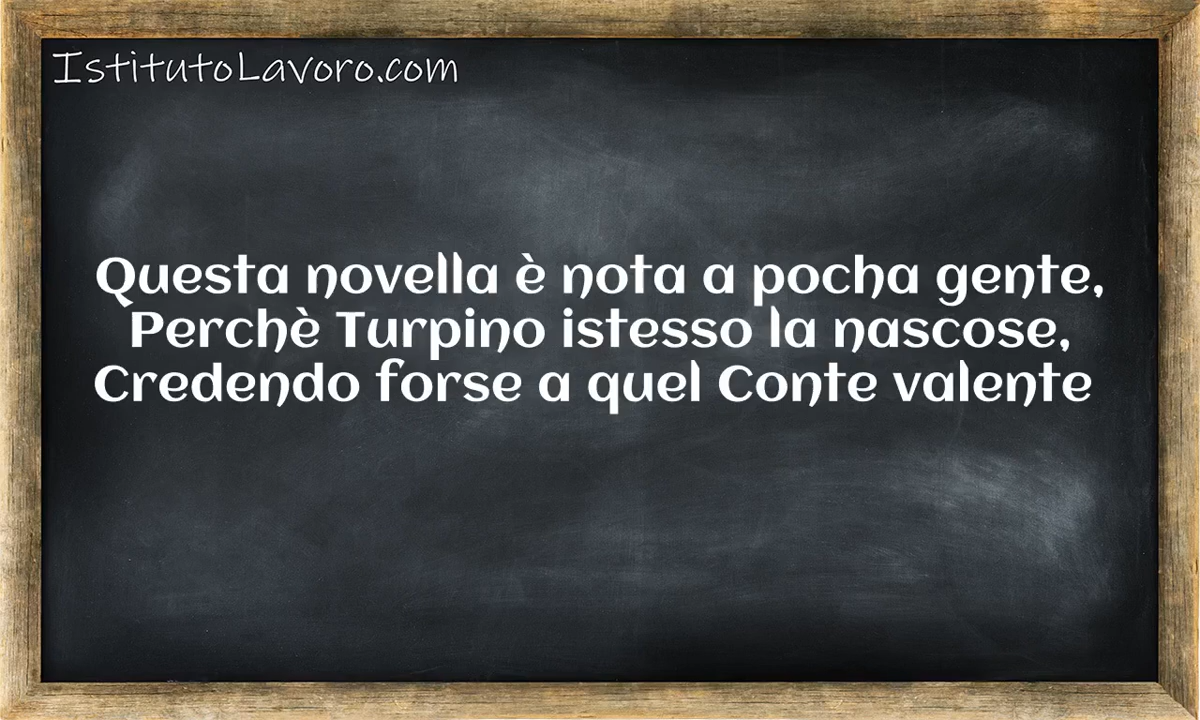 IstitutoLavoro.com
Questa novella è nota a pocha gente,
Perchè Turpino istesso la nascose,
Credendo forse a quel Conte valente